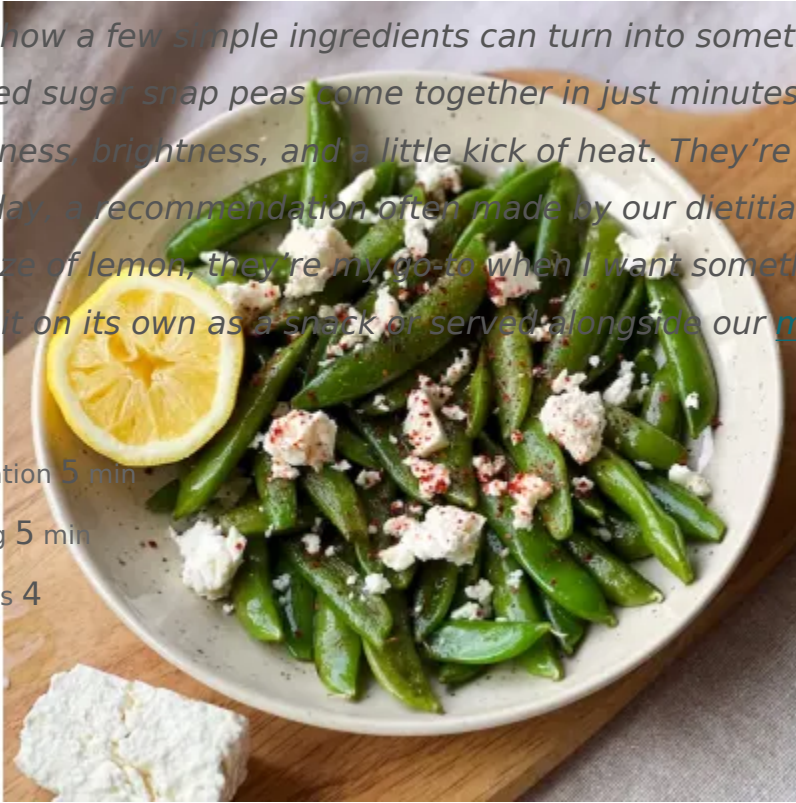 how a few simple ingredients can turn into somet
ed sugar snap peas come together in just minutes
ness, brightness, and a little kick of heat. They’re
day, a recommendation often made by our dietitia
ze of lemon, they’re my go-to when I want someth
it on its own as a snack or served alongside our m
ation 5 min
g 5 min
s 4